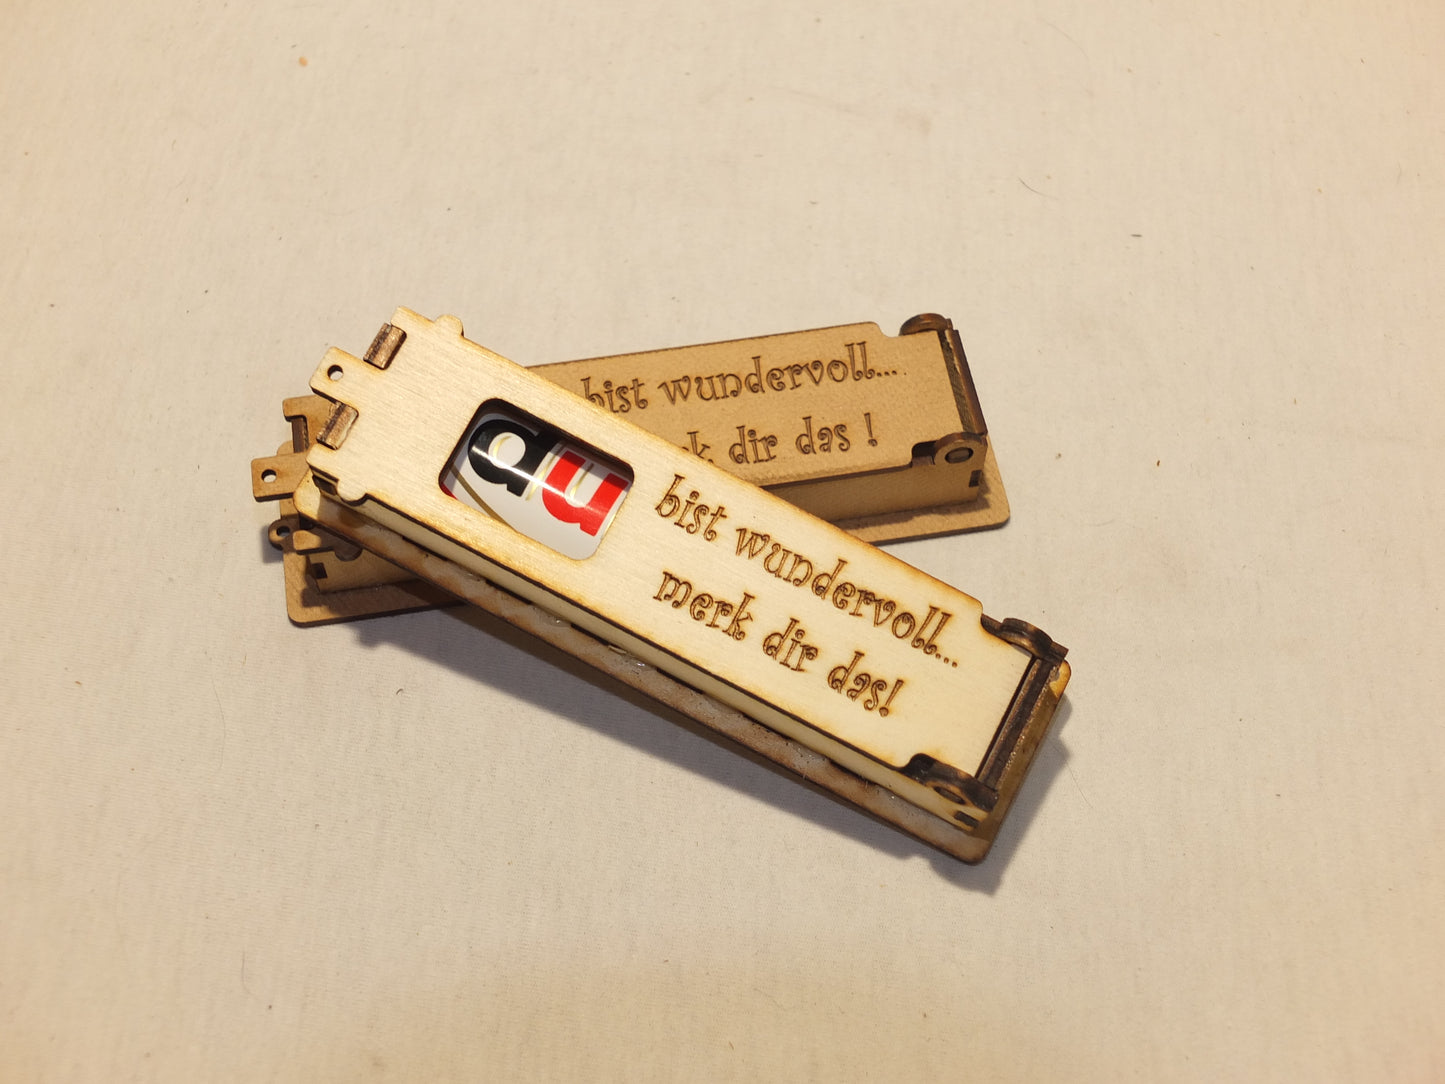 bist wundervoll...
dir das !
du
bist wundervoll...
merk dir das!